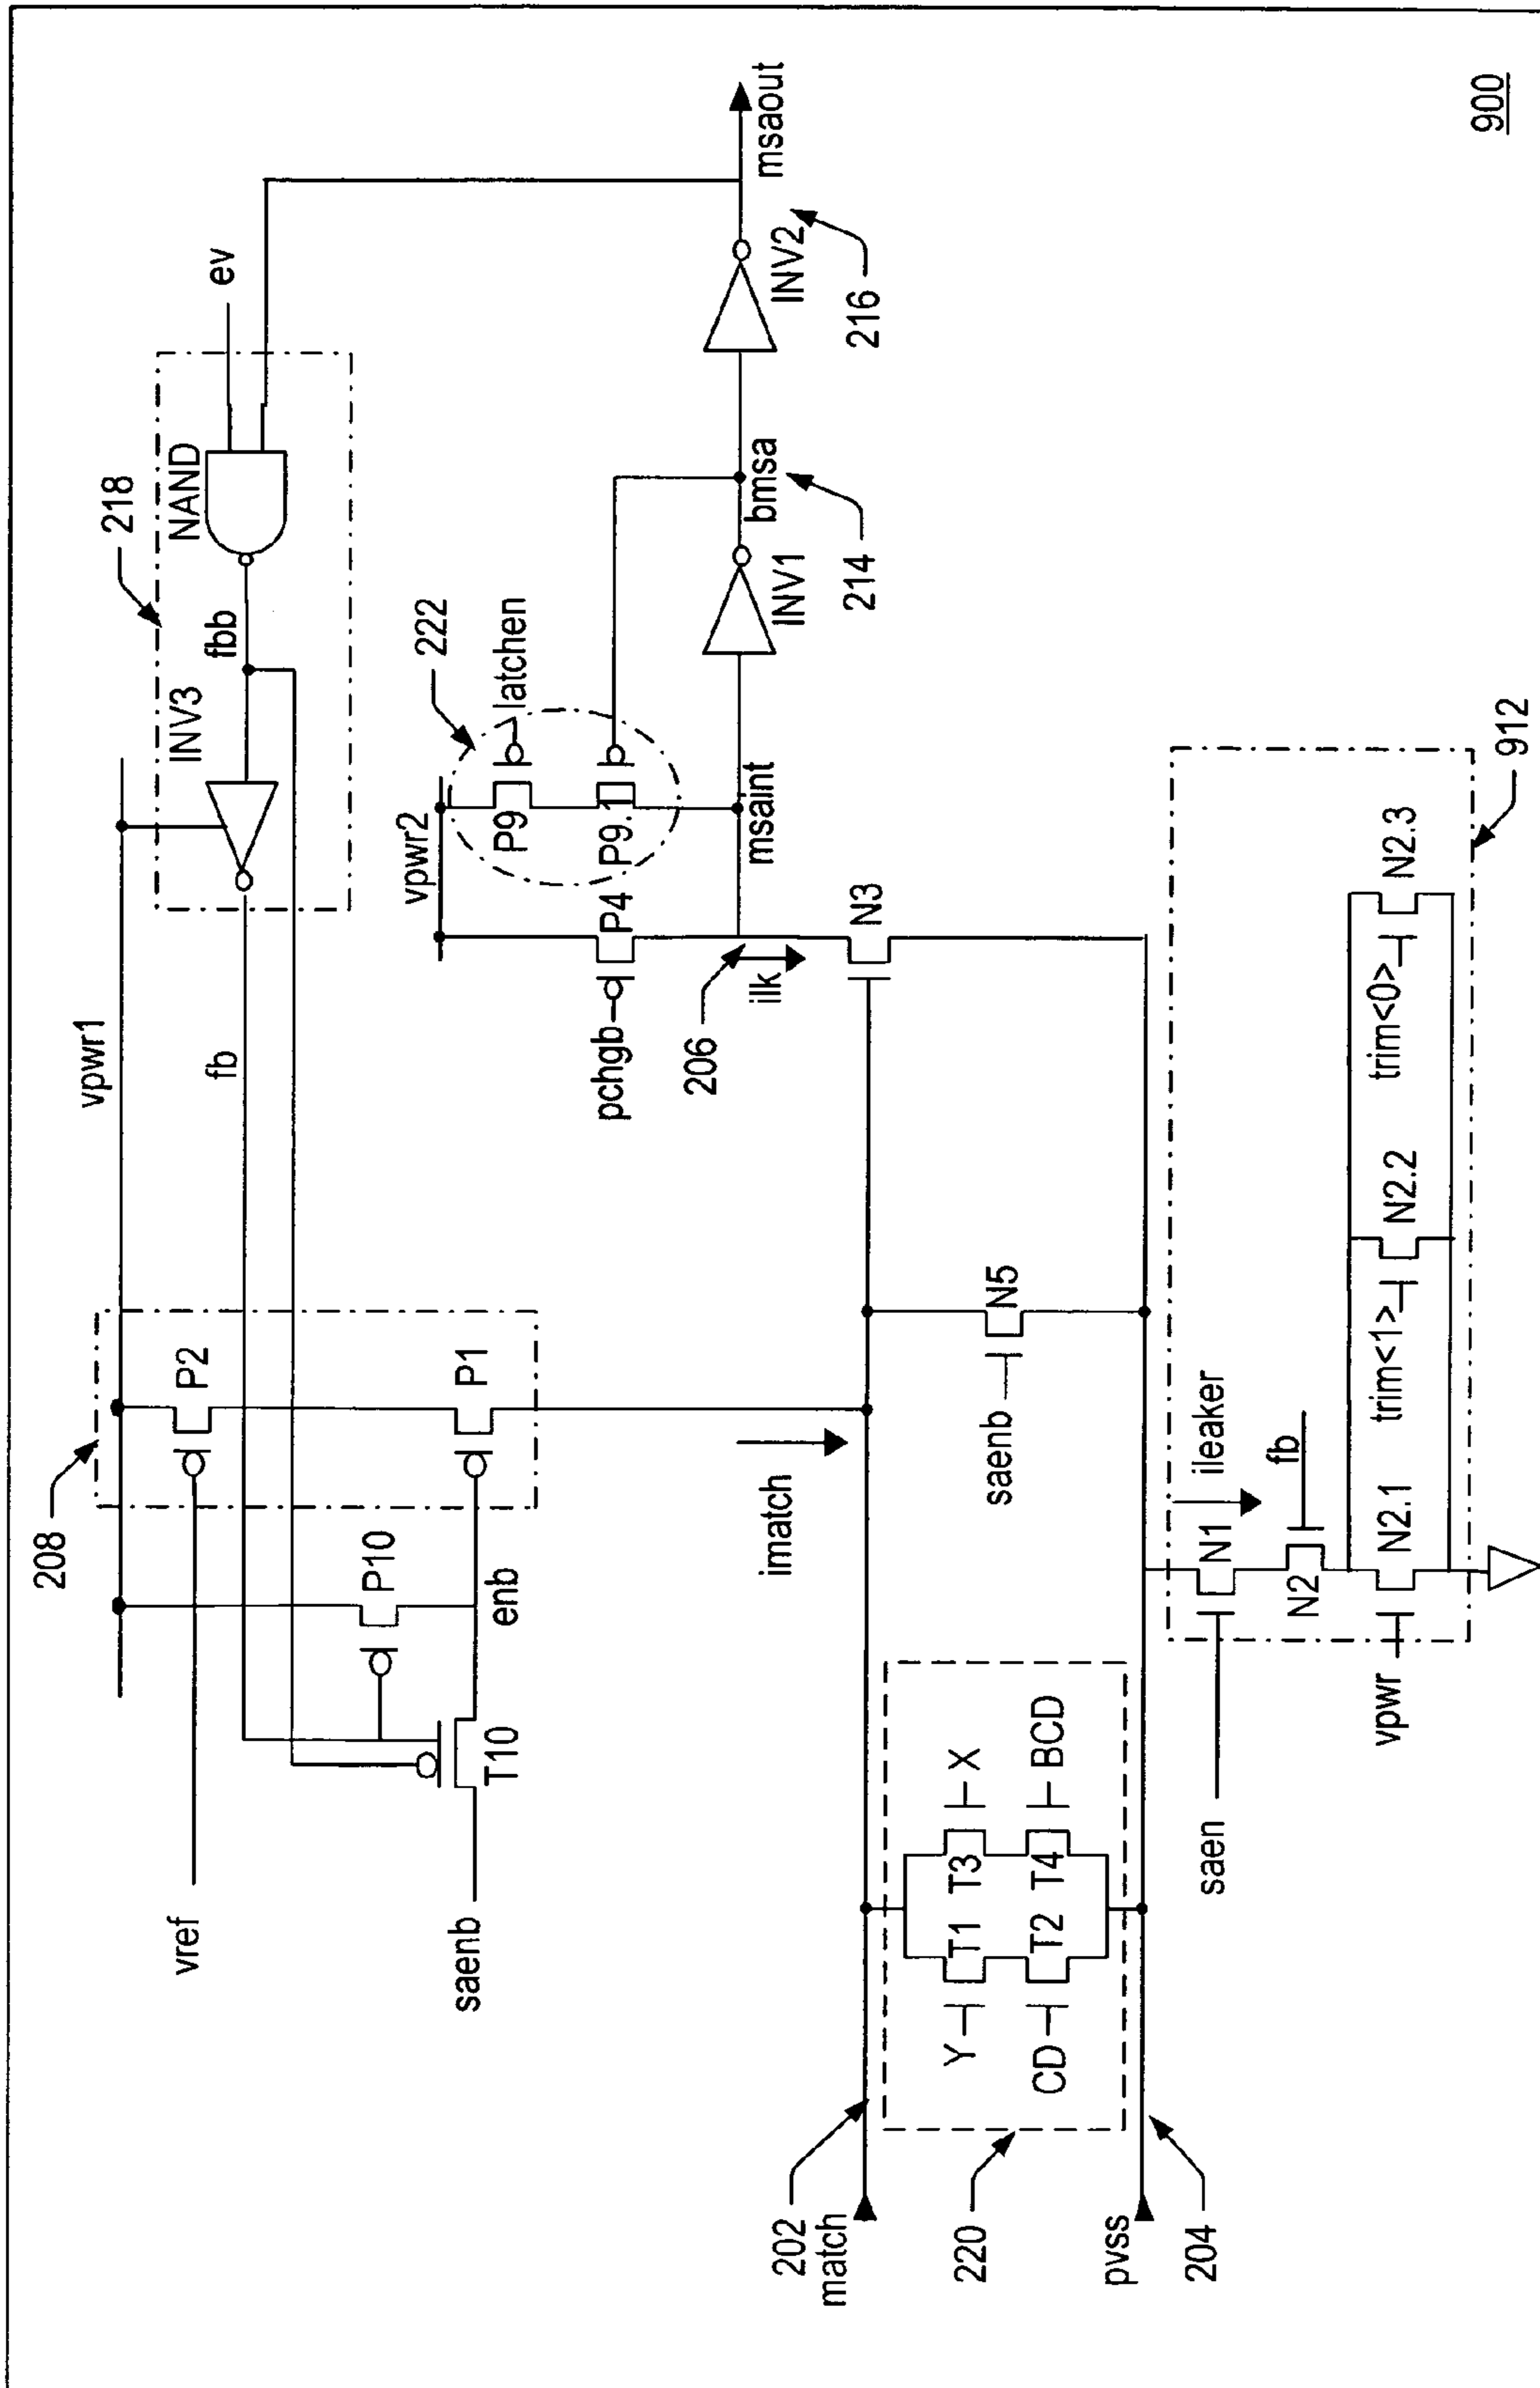 900
vpwr1
208
P2
P1
P10
vref
enb
saenb
T10
fb
INV3
fbb
NAND
218
ev
vpwr2
222
P9
latchen
P9.1
P4
pchgb
206
ilk
msaint
N3
INV1
bmsa
214
INV2
216
msaout
imatch
saenb
N5
202
match
220
Y
T1
T3
X
CD
T2
T4
BCD
pvss
204
saen
N1
ileaker
N2
fb
vpwr
N2.1
trim<1>
N2.2
trim<0>
N2.3
912